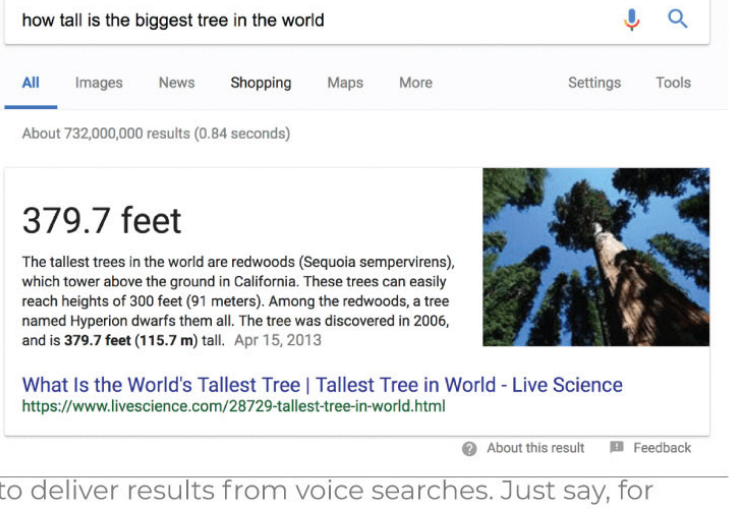 how tall is the biggest tree in the world
All Images News Shopping Maps More Settings Tools
About 732,000,000 results (0.84 seconds)
379.7 feet
The tallest trees in the world are redwoods (Sequoia sempervirens),
which tower above the ground in California. These trees can easily
reach heights of 300 feet (91 meters). Among the redwoods, a tree
named Hyperion dwarfs them all. The tree was discovered in 2006,
and is 379.7 feet (115.7 m) tall. Apr 15, 2013
What Is the World's Tallest Tree | Tallest Tree in World - Live Science
https://www.livescience.com/28729-tallest-tree-in-world.html
About this result Feedback
to deliver results from voice searches. Just say, for